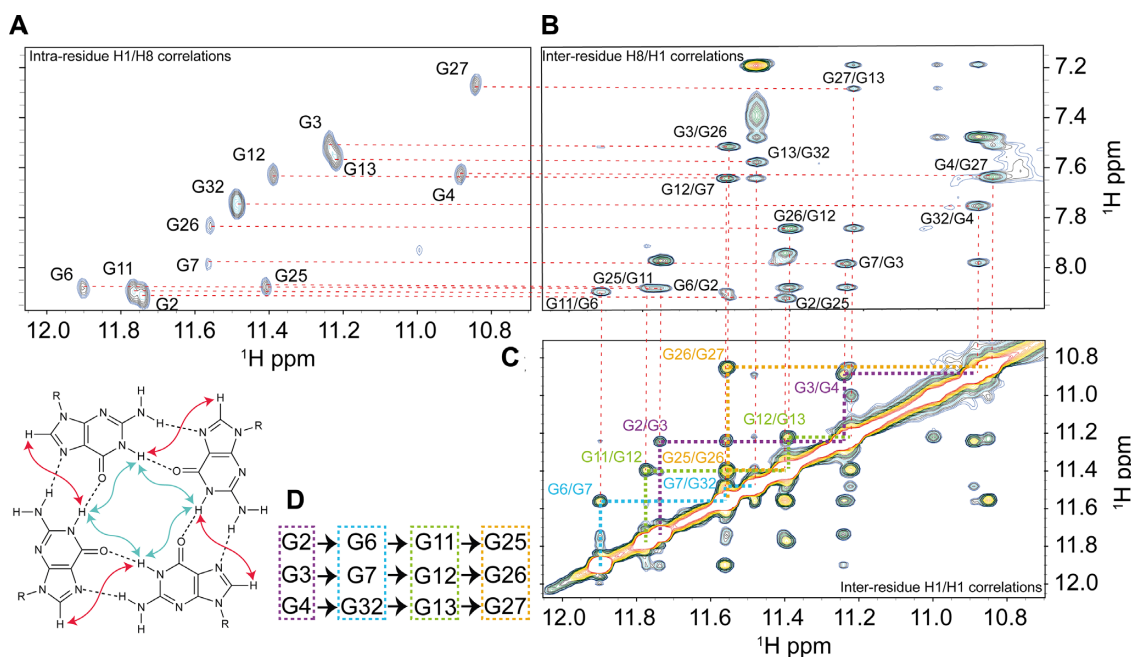 A
Intra-residue H1/H8 correlations
G27
G3
G12
G13
G32
G4
G26
G7
G6
G11
G25
G2
12.0 11.8 11.6 11.4 11.2 11.0 10.8
¹H ppm
B
Inter-residue H8/H1 correlations
G27/G13
G3/G26
G13/G32
G4/G27
G12/G7
G32/G4
G26/G12
G7/G3
G25/G11
G6/G2
G11/G6
G2/G25
7.2
7.4
7.6
7.8
8.0
¹H ppm
C
G26/G27
G3/G4
G2/G3
G12/G13
G11/G12
G25/G26
G6/G7
G7/G32
Inter-residue H1/H1 correlations
10.8
11.0
11.2
11.4
11.6
11.8
12.0
¹H ppm
12.0 11.8 11.6 11.4 11.2 11.0 10.8
¹H ppm
R
H
H
N
N
N
H
H
N
N
O
H
N
N
R
H
O
N
N
N
H
H
H
N
N
H
H
N
O
N
N
R
H
H
N
O
N
H
N
H
N
N
R
H
D
G2 → G6 → G11 → G25
G3 → G7 → G12 → G26
G4 → G32 → G13 → G27